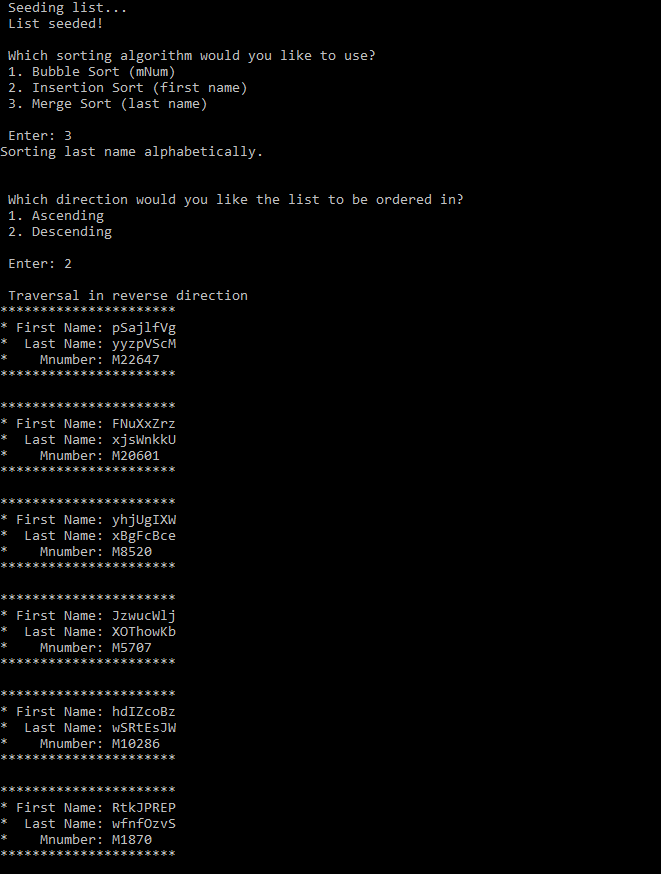 Seeding list...
List seeded!
Which sorting algorithm would you like to use?
1. Bubble Sort (mNum)
2. Insertion Sort (first name)
3. Merge Sort (last name)
Enter: 3
Sorting last name alphabetically.
Which direction would you like the list to be ordered in?
1. Ascending
2. Descending
Enter: 2
Traversal in reverse direction
**********************
* First Name: pSajlfVg
*  Last Name: yyzpVScM
*    Mnumber: M22647
**********************
**********************
* First Name: FNuXxZrz
*  Last Name: xjsWnkkU
*    Mnumber: M20601
**********************
**********************
* First Name: yhjUgIXW
*  Last Name: xBgFcBce
*    Mnumber: M8520
**********************
**********************
* First Name: JzwucWlj
*  Last Name: XOThowKb
*    Mnumber: M5707
**********************
**********************
* First Name: hdIZcoBz
*  Last Name: wSRtEsJW
*    Mnumber: M10286
**********************
**********************
* First Name: RtkJPREP
*  Last Name: wfnfOzvS
*    Mnumber: M1870
**********************